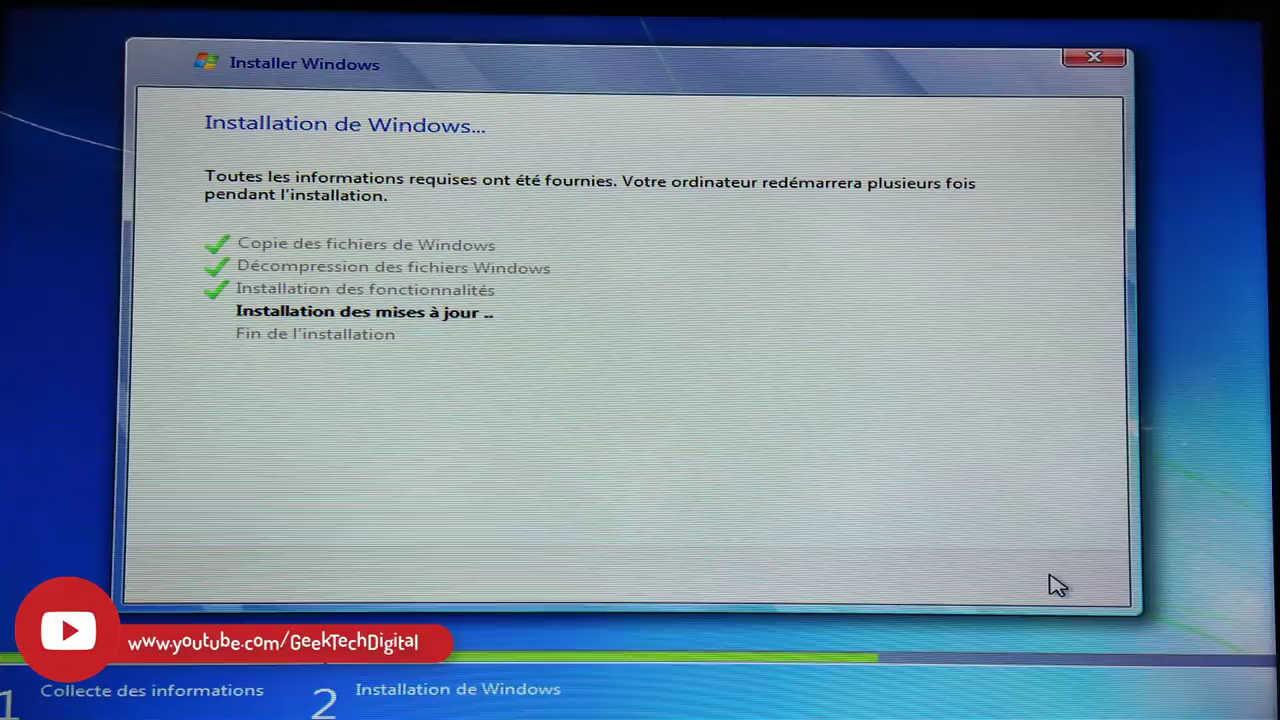 Installer Windows
Installation de Windows...
Toutes les informations requises ont été fournies. Votre ordinateur redémarrera plusieurs fois
pendant l'installation.
Copie des fichiers de Windows
Décompression des fichiers Windows
Installation des fonctionnalités
Installation des mises à jour ..
Fin de l'installation
www.youtube.com/GeekTechDigital
1 Collecte des informations 2 Installation de Windows